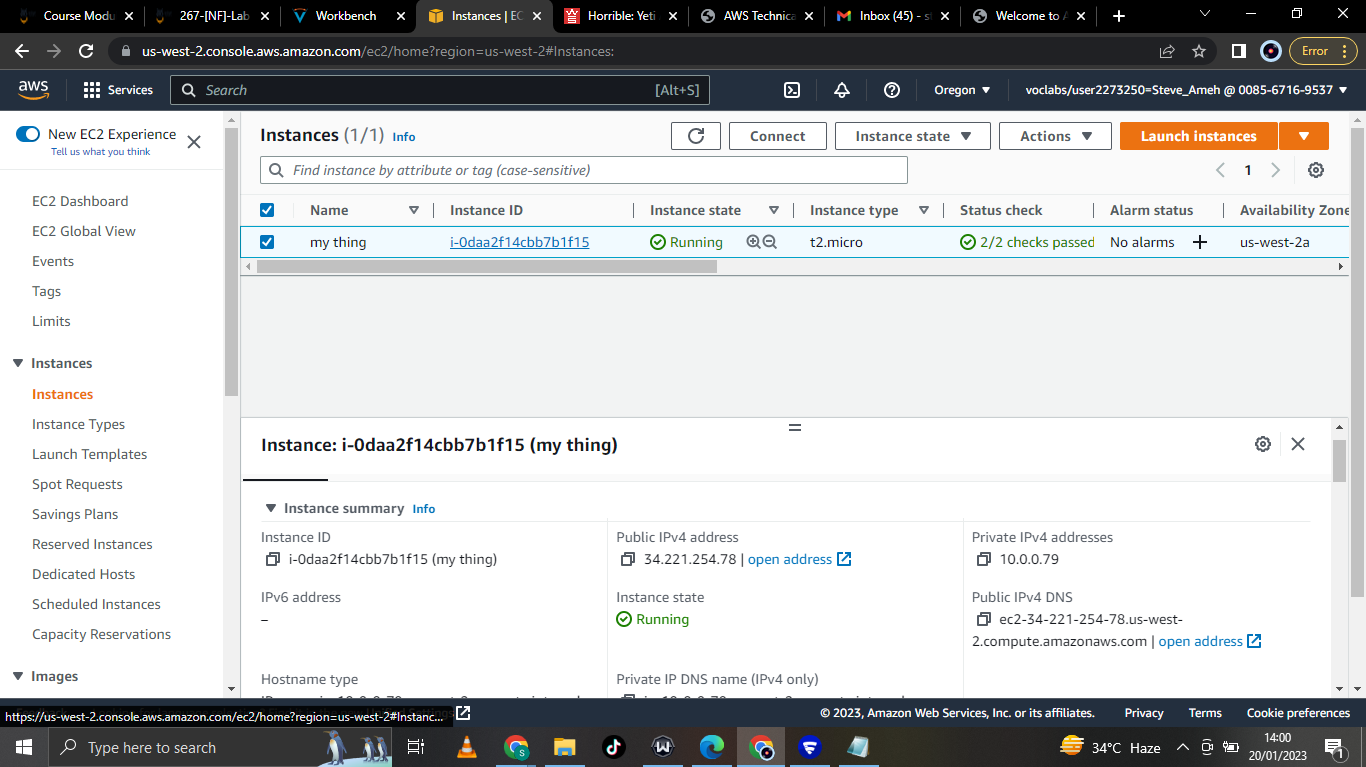 Course Modu
267-[NF]-Lab
Workbench
Instances | EC
Horrible: Yeti
AWS Technica
Inbox (45) - s
Welcome to A
us-west-2.console.aws.amazon.com/ec2/home?region=us-west-2#Instances:
Error
aws
Services
Search
[Alt+S]
Oregon
voclabs/user2273250=Steve_Ameh @ 0085-6716-9537
New EC2 Experience
Tell us what you think
EC2 Dashboard
EC2 Global View
Events
Tags
Limits
Instances
Instances
Instance Types
Launch Templates
Spot Requests
Savings Plans
Reserved Instances
Dedicated Hosts
Scheduled Instances
Capacity Reservations
Images
Instances (1/1) Info
Connect
Instance state
Actions
Launch instances
Find instance by attribute or tag (case-sensitive)
1
Name Instance ID Instance state Instance type Status check Alarm status Availability Zone
my thing i-0daa2f14cbb7b1f15 Running t2.micro 2/2 checks passed No alarms us-west-2a
Instance: i-0daa2f14cbb7b1f15 (my thing)
Instance summary Info
Instance ID
i-0daa2f14cbb7b1f15 (my thing)
Public IPv4 address
34.221.254.78 | open address
Private IPv4 addresses
10.0.0.79
IPv6 address
–
Instance state
Running
Public IPv4 DNS
ec2-34-221-254-78.us-west-
2.compute.amazonaws.com | open address
Hostname type
Private IP DNS name (IPv4 only)
https://us-west-2.console.aws.amazon.com/ec2/home?region=us-west-2#Instanc...
© 2023, Amazon Web Services, Inc. or its affiliates.
Privacy
Terms
Cookie preferences
Type here to search
34°C Haze
14:00
20/01/2023
1